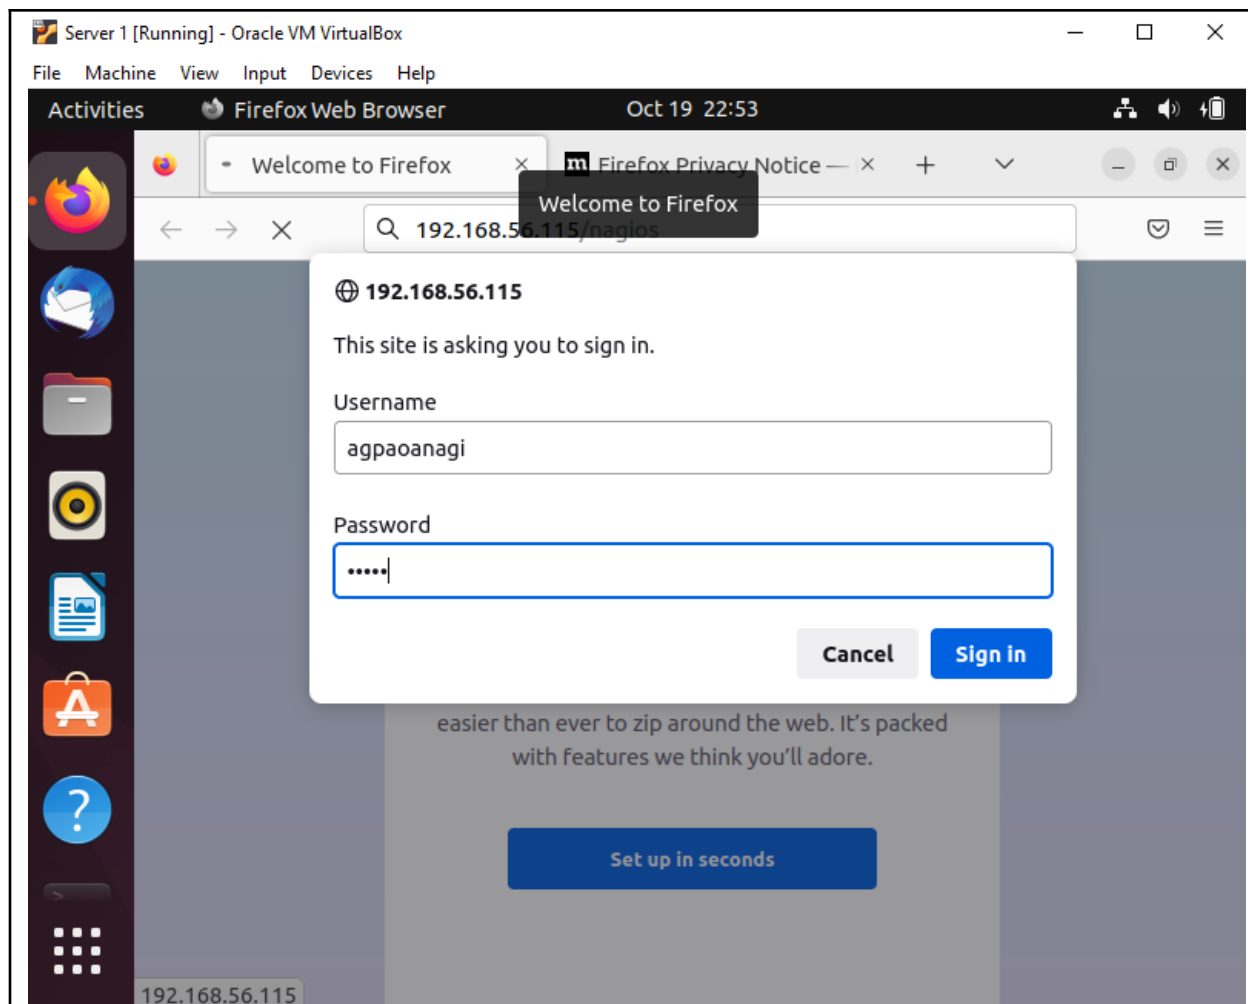 Server 1 [Running] - Oracle VM VirtualBox
File Machine View Input Devices Help
Activities Firefox Web Browser Oct 19 22:53
Welcome to Firefox Firefox Privacy Notice —
Welcome to Firefox
192.168.56.115/nagios
192.168.56.115
This site is asking you to sign in.
Username
agpaoanagi
Password
•••••
Cancel Sign in
easier than ever to zip around the web. It’s packed
with features we think you’ll adore.
Set up in seconds
192.168.56.115